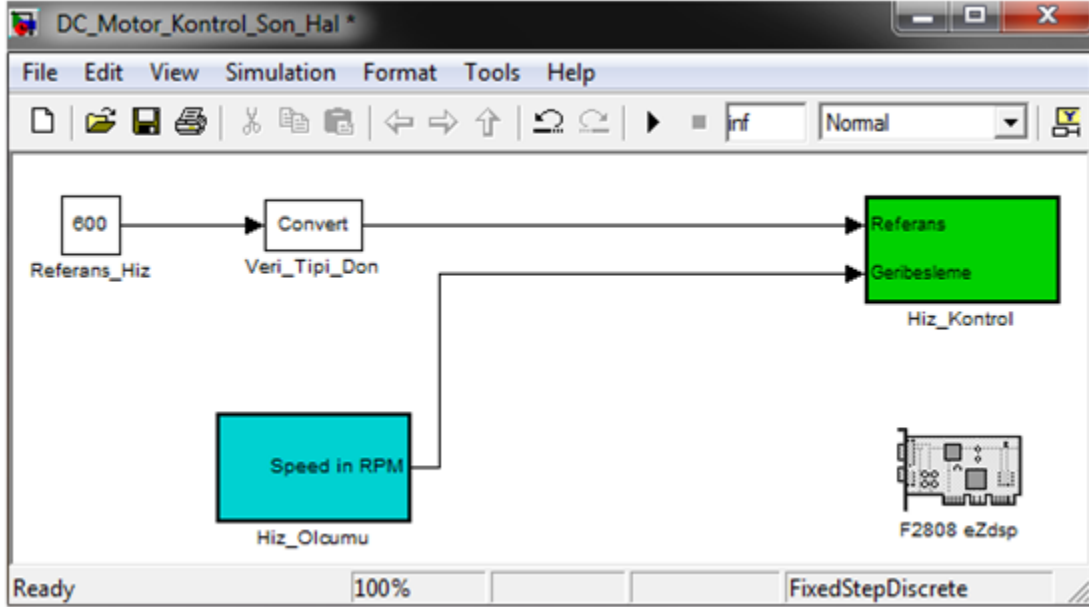 DC_Motor_Kontrol_Son_Hal *
File Edit View Simulation Format Tools Help
inf Normal
600 Convert Referans
Referans_Hiz Veri_Tipi_Don Geribesleme
Hiz_Kontrol
Speed in RPM
Hiz_Olcumu F2808 eZdsp
Ready 100% FixedStepDiscrete